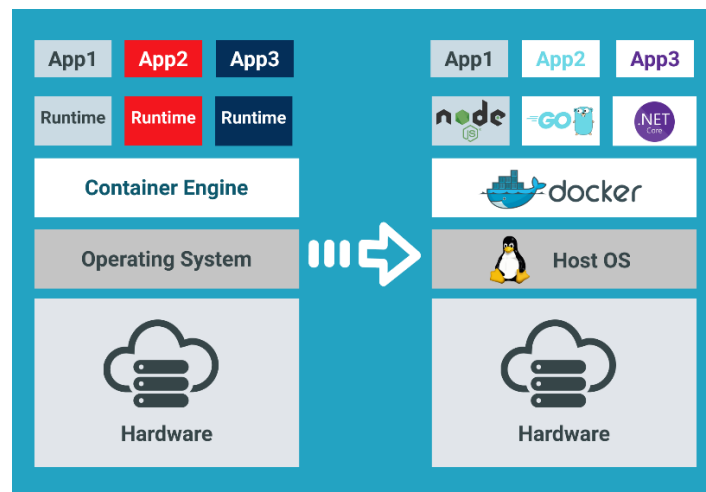 App1 App2 App3
Runtime Runtime Runtime
Container Engine
Operating System
Hardware
App1 App2 App3
node JS GO .NET Core
docker
Host OS
Hardware